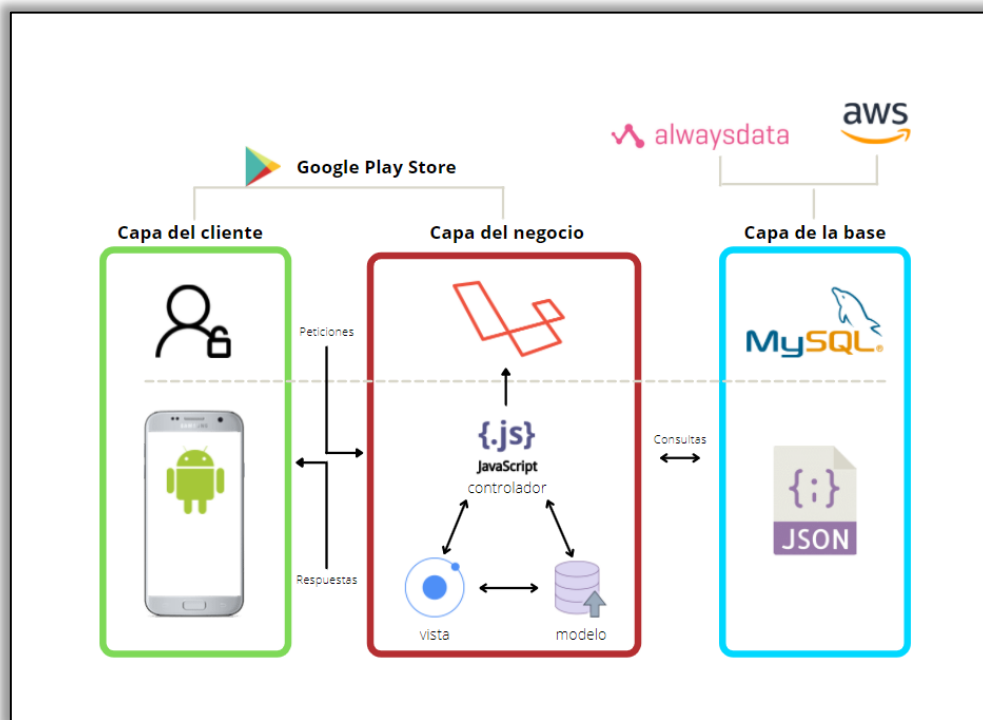 aws
alwaysdata
Google Play Store
Capa del cliente
Capa del negocio
Capa de la base
Peticiones
MySQL®
{.js}
JavaScript
controlador
Consultas
{;}
JSON
Respuestas
vista
modelo